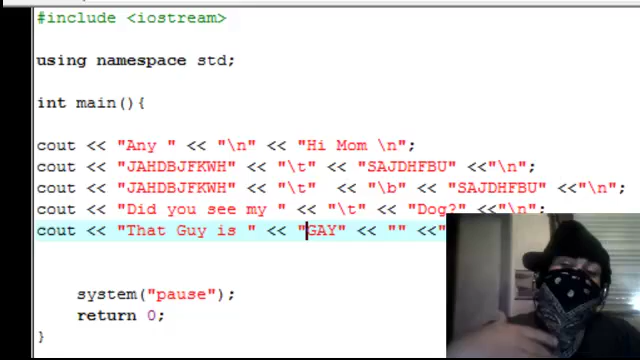 #include <iostream>
using namespace std;
int main(){
cout << "Any " << "\n" << "Hi Mom \n";
cout << "JAHDBJFKWH" << "\t" << "SAJDHFBU" <<"\n";
cout << "JAHDBJFKWH" << "\t"  << "\b" << "SAJDHFBU" <<"\n";
cout << "Did you see my " << "\t" << "Dog?" <<"\n";
cout << "That Guy is " << "GAY" << "" <<"
system("pause");
return 0;
}